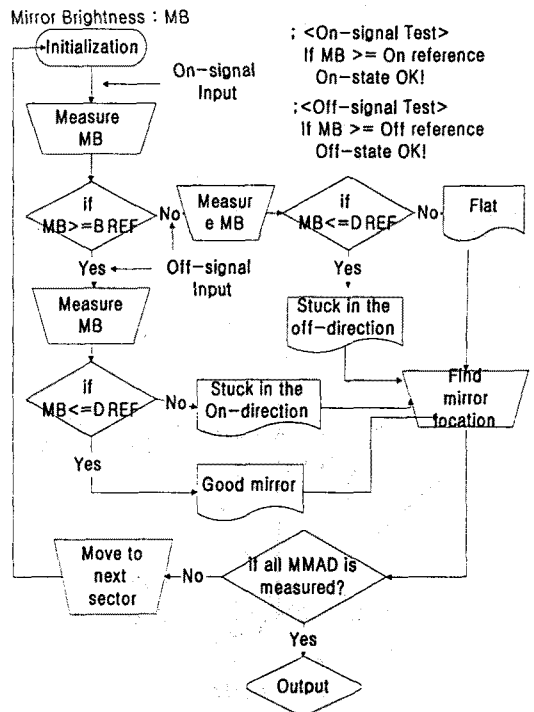 Mirror Brightness : MB
Initialization
; <On-signal Test>
If MB >= On reference
On-state OK!
On-signal
Input
;<Off-signal Test>
If MB >= Off reference
Off-state OK!
Measure
MB
if
MB>=B REF
No
Measur
e MB
if
MB<=D REF
No
Flat
Yes
Off-signal
Input
Yes
Measure
MB
Stuck in the
off-direction
if
MB<=D REF
No
Stuck in the
On-direction
Find
mirror
location
Yes
Good mirror
Move to
next
sector
No
if all MMAD is
measured?
Yes
Output